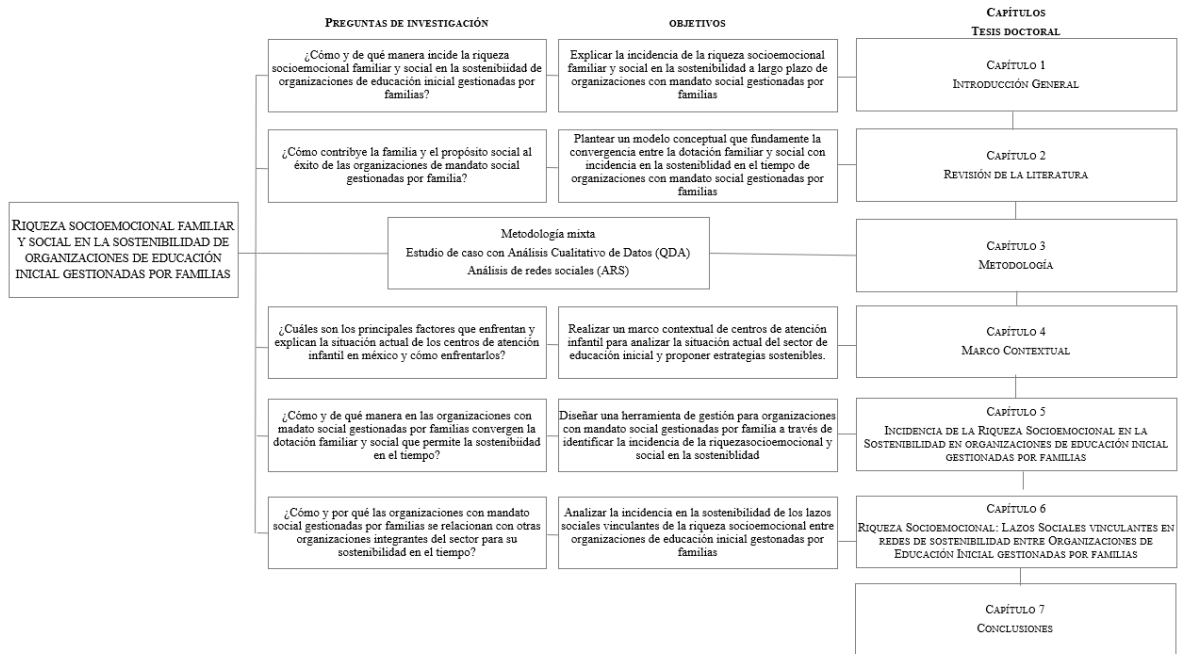 PREGUNTAS DE INVESTIGACIÓN
OBJETIVOS
CAPÍTULOS
TESIS DOCTORAL
RIQUEZA SOCIOEMOCIONAL FAMILIAR
Y SOCIAL EN LA SOSTENIBILIDAD DE
ORGANIZACIONES DE EDUCACIÓN
INICIAL GESTIONADAS POR FAMILIAS
¿Cómo y de qué manera incide la riqueza
socioemocional familiar y social en la sostenibiidad de
organizaciones de educación inicial gestionadas por
familias?
Explicar la incidencia de la riqueza socioemocional
familiar y social en la sostenibilidad a largo plazo de
organizaciones con mandato social gestionadas por
familias
CAPÍTULO 1
INTRODUCCIÓN GENERAL
¿Cómo contribuye la familia y el propósito social al
éxito de las organizaciones de mandato social
gestionadas por familia?
Plantear un modelo conceptual que fundamente la
convergencia entre la dotación familiar y social con
incidencia en la sosteniblidad en el tiempo de
organizaciones con mandato social gestionadas por
familias
CAPÍTULO 2
REVISIÓN DE LA LITERATURA
Metodología mixta
Estudio de caso con Análisis Cualitativo de Datos (QDA)
Análisis de redes sociales (ARS)
CAPÍTULO 3
METODOLOGÍA
¿Cuáles son los principales factores que enfrentan y
explican la situación actual de los centros de atención
infantil en méxico y cómo enfrentarlos?
Realizar un marco contextual de centros de atención
infantil para analizar la situación actual del sector de
educación inicial y proponer estrategias sostenibles.
CAPÍTULO 4
MARCO CONTEXTUAL
¿Cómo y de qué manera en las organizaciones con
madato social gestionadas por familias convergen la
dotación familiar y social que permite la sostenibiidad
en el tiempo?
Diseñar una herramienta de gestión para organizaciones
con mandato social gestionadas por familia a través de
identificar la incidencia de la riquezasocioemocional y
social en la sosteniblidad
CAPÍTULO 5
INCIDENCIA DE LA RIQUEZA SOCIOEMOCIONAL EN LA
SOSTENIBILIDAD EN ORGANIZACIONES DE EDUCACIÓN INICIAL
GESTIONADAS POR FAMILIAS
¿Cómo y por qué las organizaciones con mandato
social gestionadas por familias se relacionan con otras
organizaciones integrantes del sector para su
sostenibilidad en el tiempo?
Analizar la incidencia en la sostenibilidad de los lazos
sociales vinculantes de la riqueza socioemocional entre
organizaciones de educación inicial gestonadas por
familias
CAPÍTULO 6
RIQUEZA SOCIOEMOCIONAL: LAZOS SOCIALES VINCULANTES EN
REDES DE SOSTENIBILIDAD ENTRE ORGANIZACIONES DE
EDUCACIÓN INICIAL GESTIONADAS POR FAMILIAS
CAPÍTULO 7
CONCLUSIONES